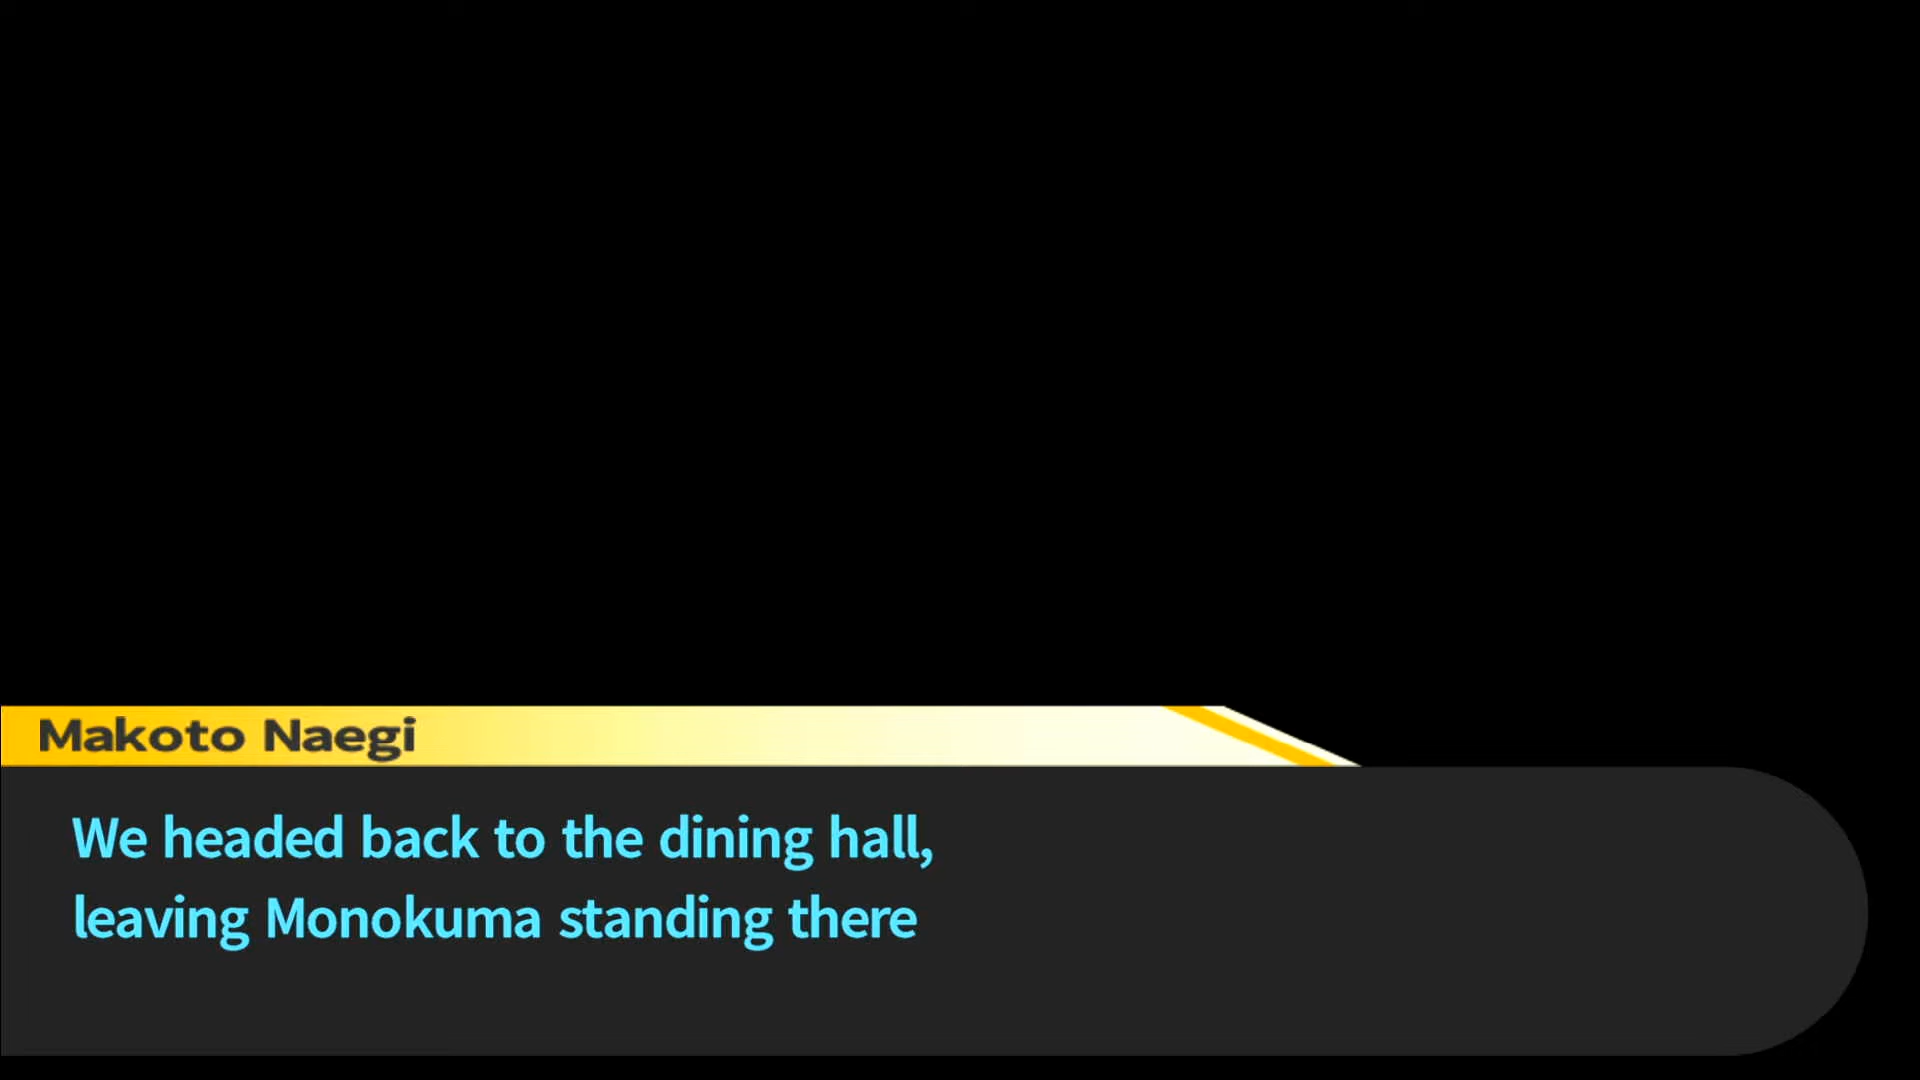 Makoto Naegi
We headed back to the dining hall,
leaving Monokuma standing there